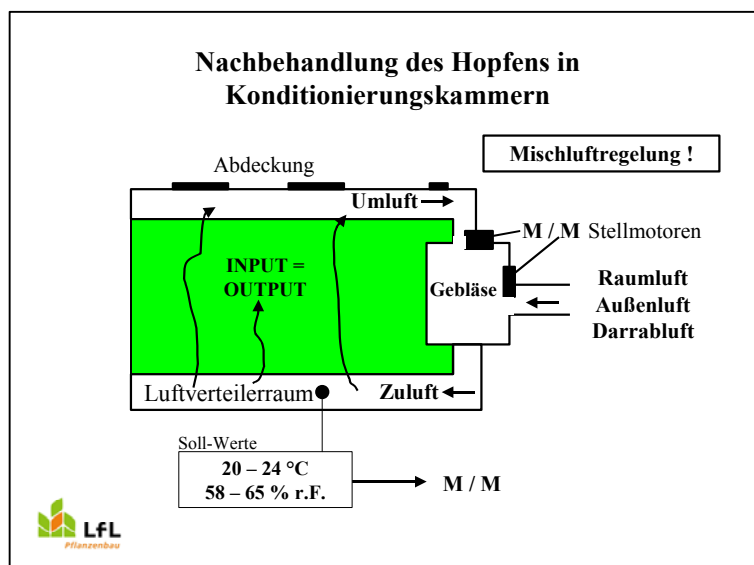 Nachbehandlung des Hopfens in
Konditionierungskammern
Mischluftregelung !
Abdeckung
Umluft
M / M Stellmotoren
INPUT =
OUTPUT
Gebläse
Raumluft
Außenluft
Darrabluft
Luftverteilerraum
Zuluft
Soll-Werte
20 – 24 °C
58 – 65 % r.F.
M / M
LfL
Pflanzenbau